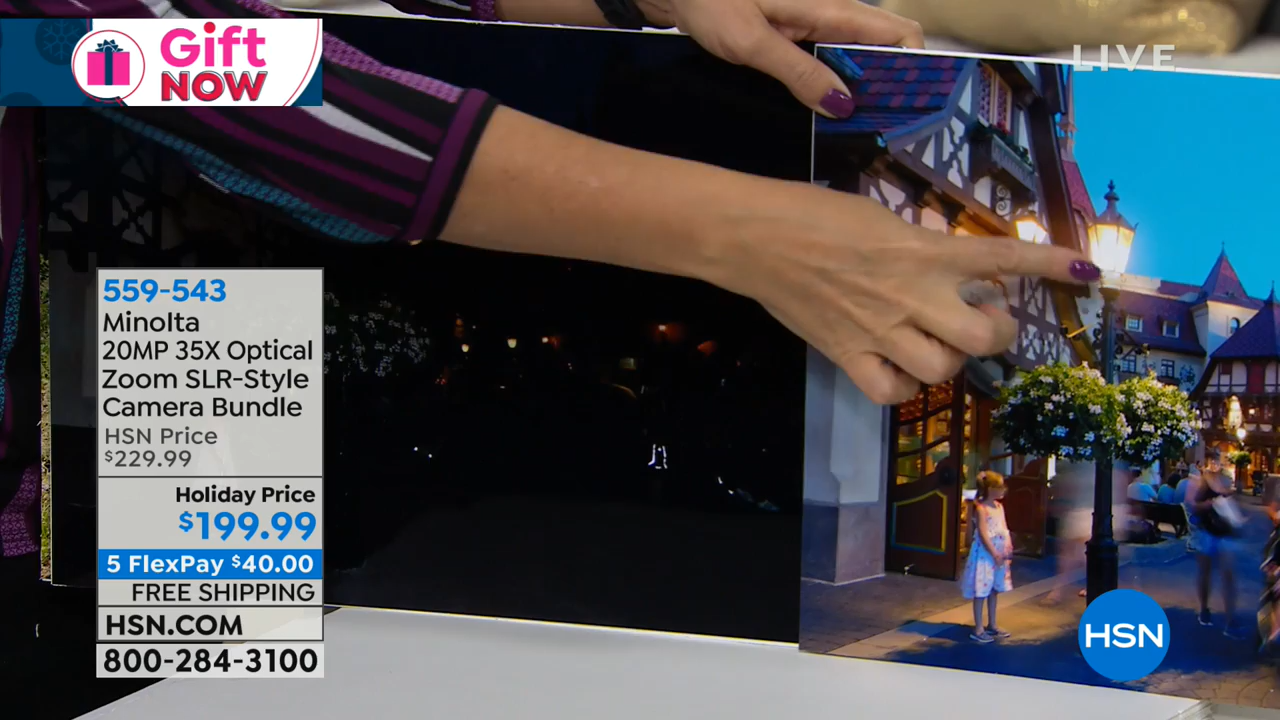 Gift
NOW
LIVE
559-543
Minolta
20MP 35X Optical
Zoom SLR-Style
Camera Bundle
HSN Price
$229.99
Holiday Price
$199.99
5 FlexPay $40.00
FREE SHIPPING
HSN.COM
800-284-3100
HSN